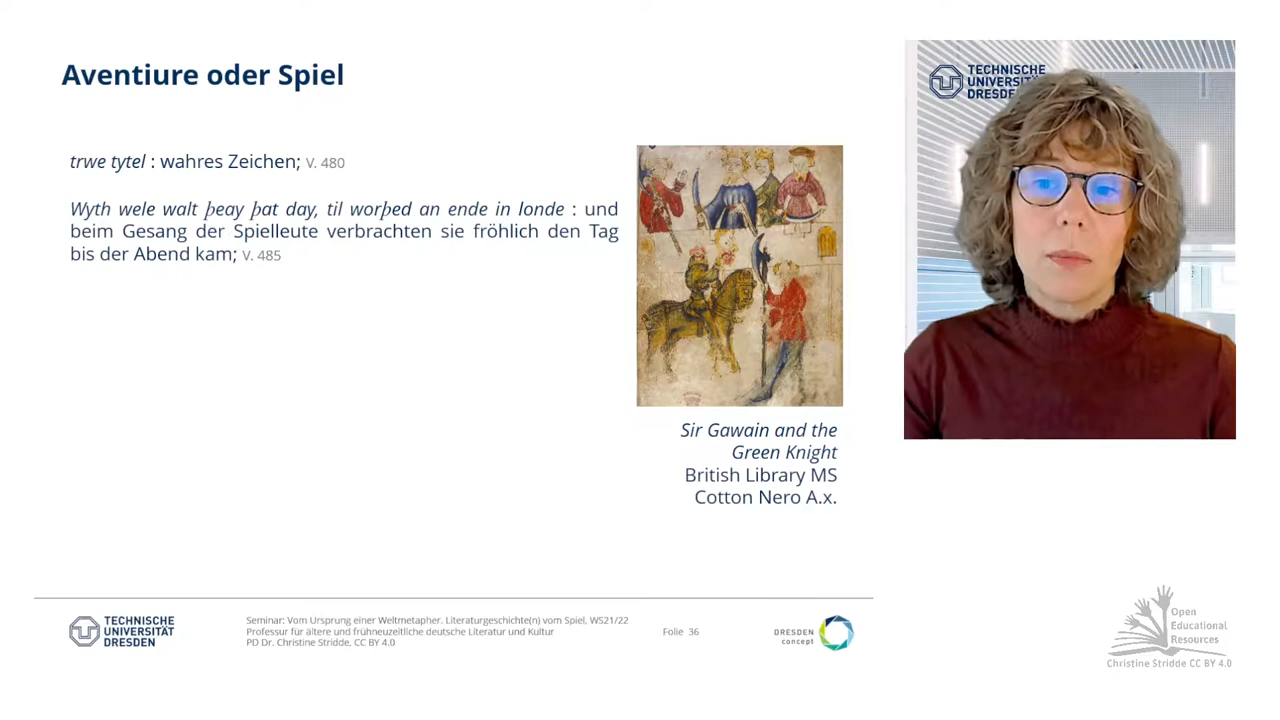 Aventiure oder Spiel
trwe tytel : wahres Zeichen; V. 480
Wyth wele walt þeay þat day, til worþed an ende in londe : und
beim Gesang der Spielleute verbrachten sie fröhlich den Tag
bis der Abend kam; V. 485
Sir Gawain and the
Green Knight
British Library MS
Cotton Nero A.x.
TECHNISCHE
UNIVERSITÄT
DRESDEN
Seminar: Vom Ursprung einer Weltmetapher. Literaturgeschichte(n) vom Spiel, WS21/22
Professur für ältere und frühneuzeitliche deutsche Literatur und Kultur
PD Dr. Christine Stridde, CC BY 4.0
Folie 36
DRESDEN
concept
TECHNISCHE
UNIVERSITÄT
DRESDEN
Open
Educational
Resources
Christine Stridde CC BY 4.0